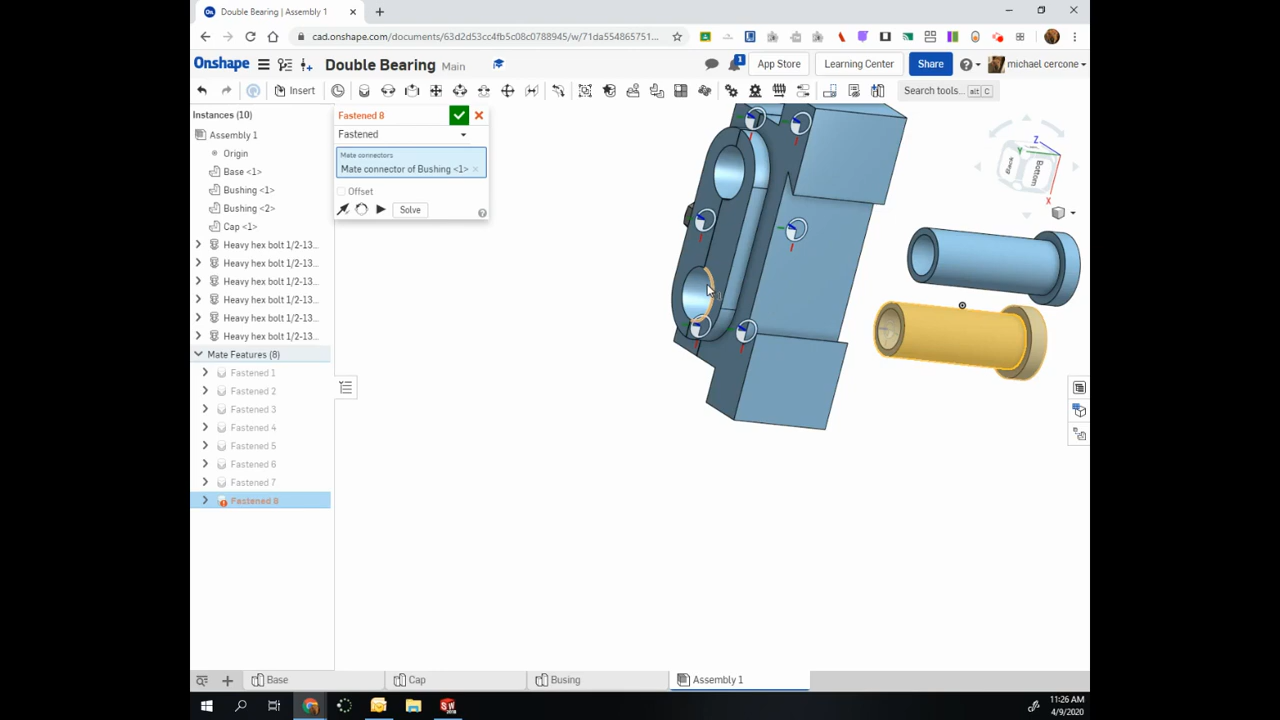 Double Bearing | Assembly 1
cad.onshape.com/documents/63d2d53cc4fb5c08c0788945/w/71da554865751...
Onshape
Double Bearing Main
1
App Store
Learning Center
Share
michael cercone
Insert
Search tools...
alt C
Instances (10)
Assembly 1
Origin
Base <1>
Bushing <1>
Bushing <2>
Cap <1>
Heavy hex bolt 1/2-13...
Heavy hex bolt 1/2-13...
Heavy hex bolt 1/2-13...
Heavy hex bolt 1/2-13...
Heavy hex bolt 1/2-13...
Heavy hex bolt 1/2-13...
Mate Features (8)
Fastened 1
Fastened 2
Fastened 3
Fastened 4
Fastened 5
Fastened 6
Fastened 7
Fastened 8
Fastened 8
Fastened
Mate connectors
Mate connector of Bushing <1>
Offset
Solve
Z
Y
X
Back
Bottom
Base
Cap
Busing
Assembly 1
11:26 AM
4/9/2020